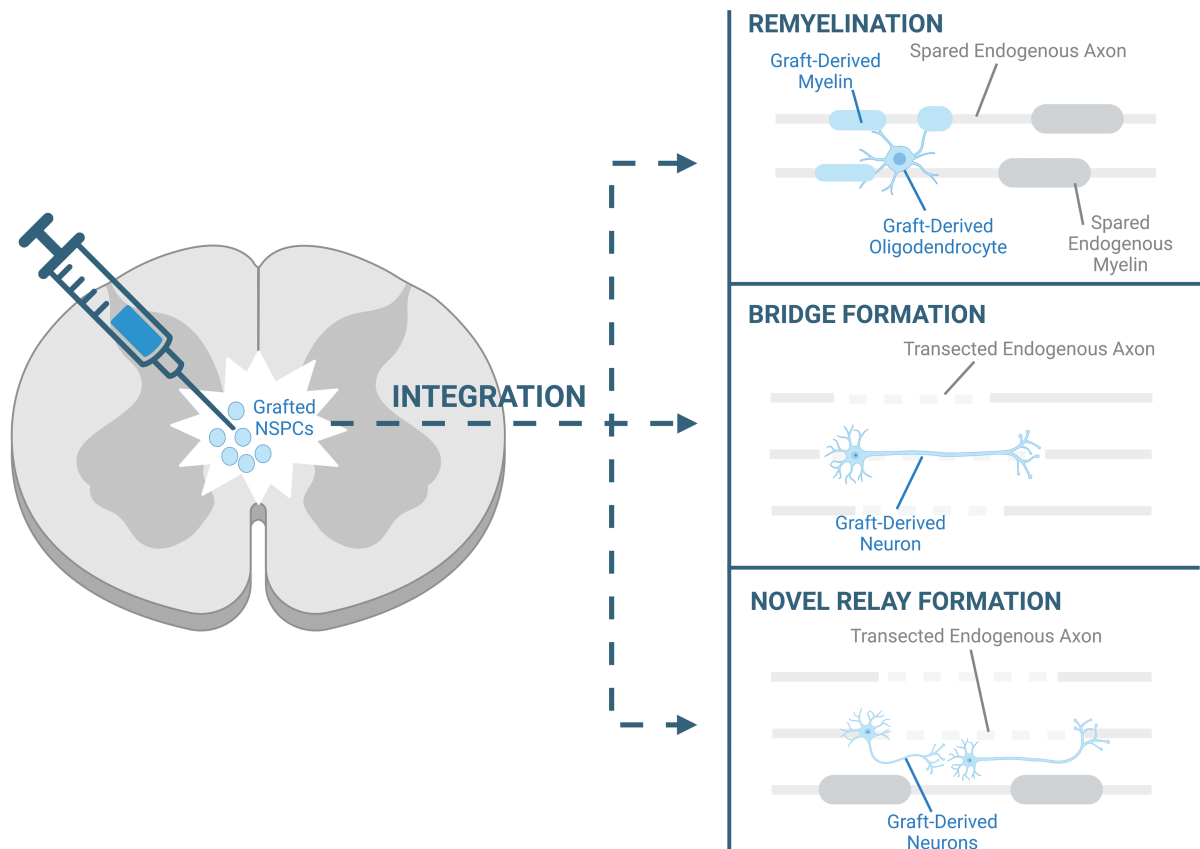 REMYELINATION
Graft-Derived
Myelin
Spared Endogenous Axon
Graft-Derived
Oligodendrocyte
Spared
Endogenous
Myelin
Grafted
NSPCs
INTEGRATION
BRIDGE FORMATION
Transected Endogenous Axon
Graft-Derived
Neuron
NOVEL RELAY FORMATION
Transected Endogenous Axon
Graft-Derived
Neurons